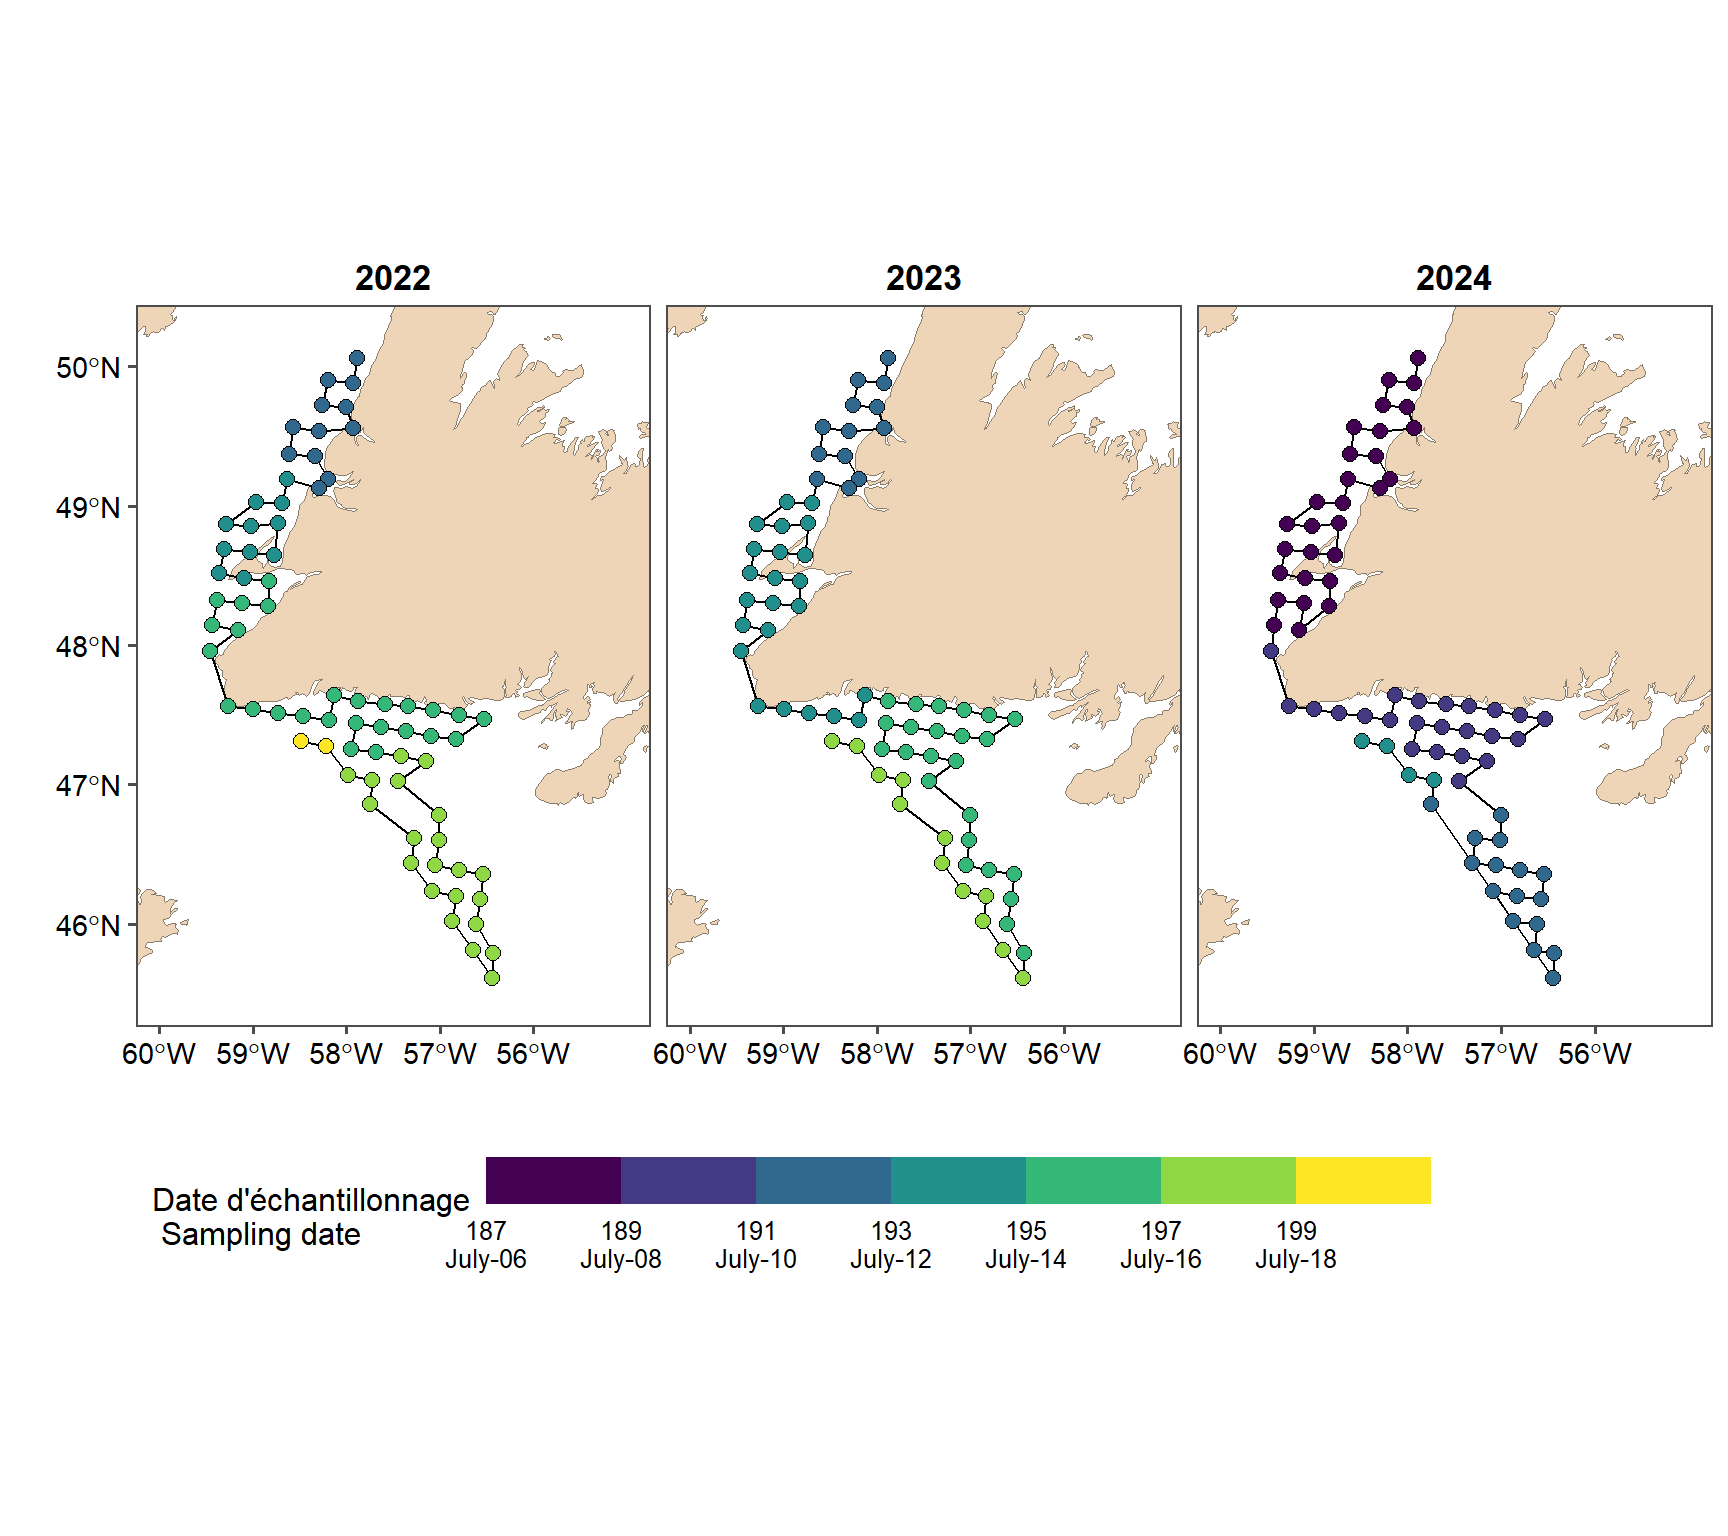 2022 2023 2024
50°N
49°N
48°N
47°N
46°N
60°W 59°W 58°W 57°W 56°W 60°W 59°W 58°W 57°W 56°W 60°W 59°W 58°W 57°W 56°W
Date d'échantillonnage
Sampling date
187 189 191 193 195 197 199
July-06 July-08 July-10 July-12 July-14 July-16 July-18